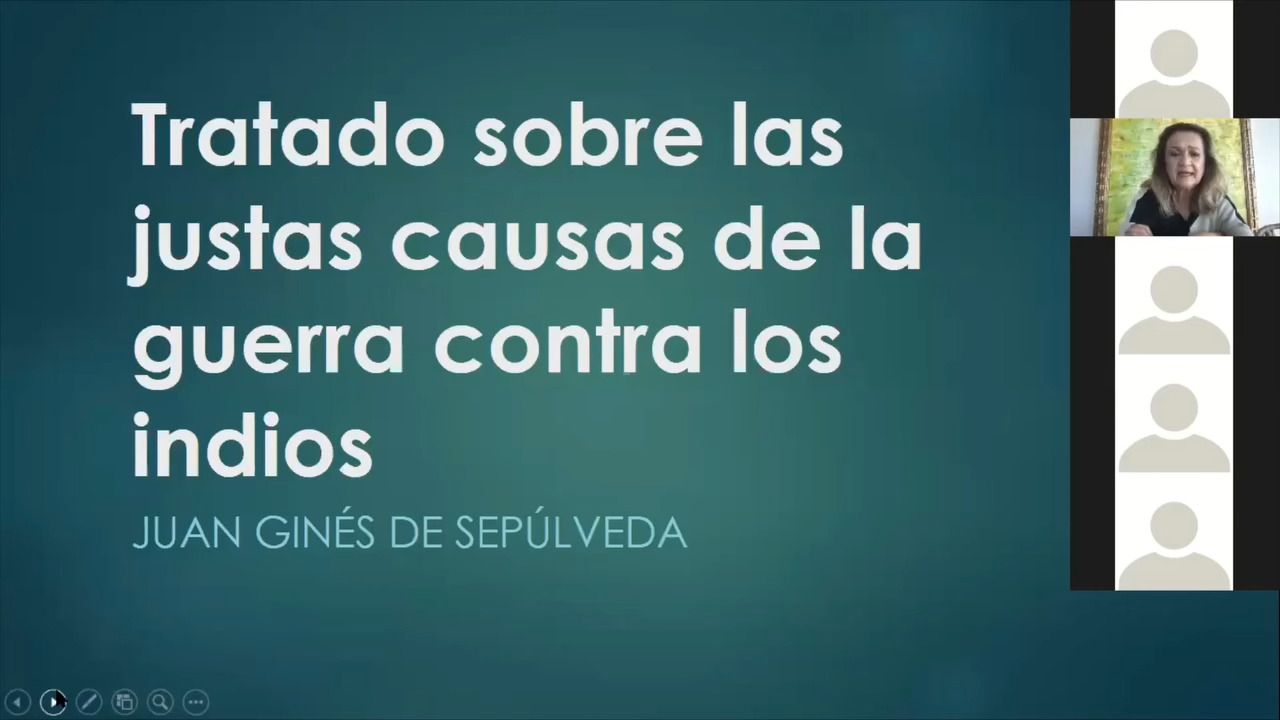 Tratado sobre las
justas causas de la
guerra contra los
indios
JUAN GINÉS DE SEPÚLVEDA